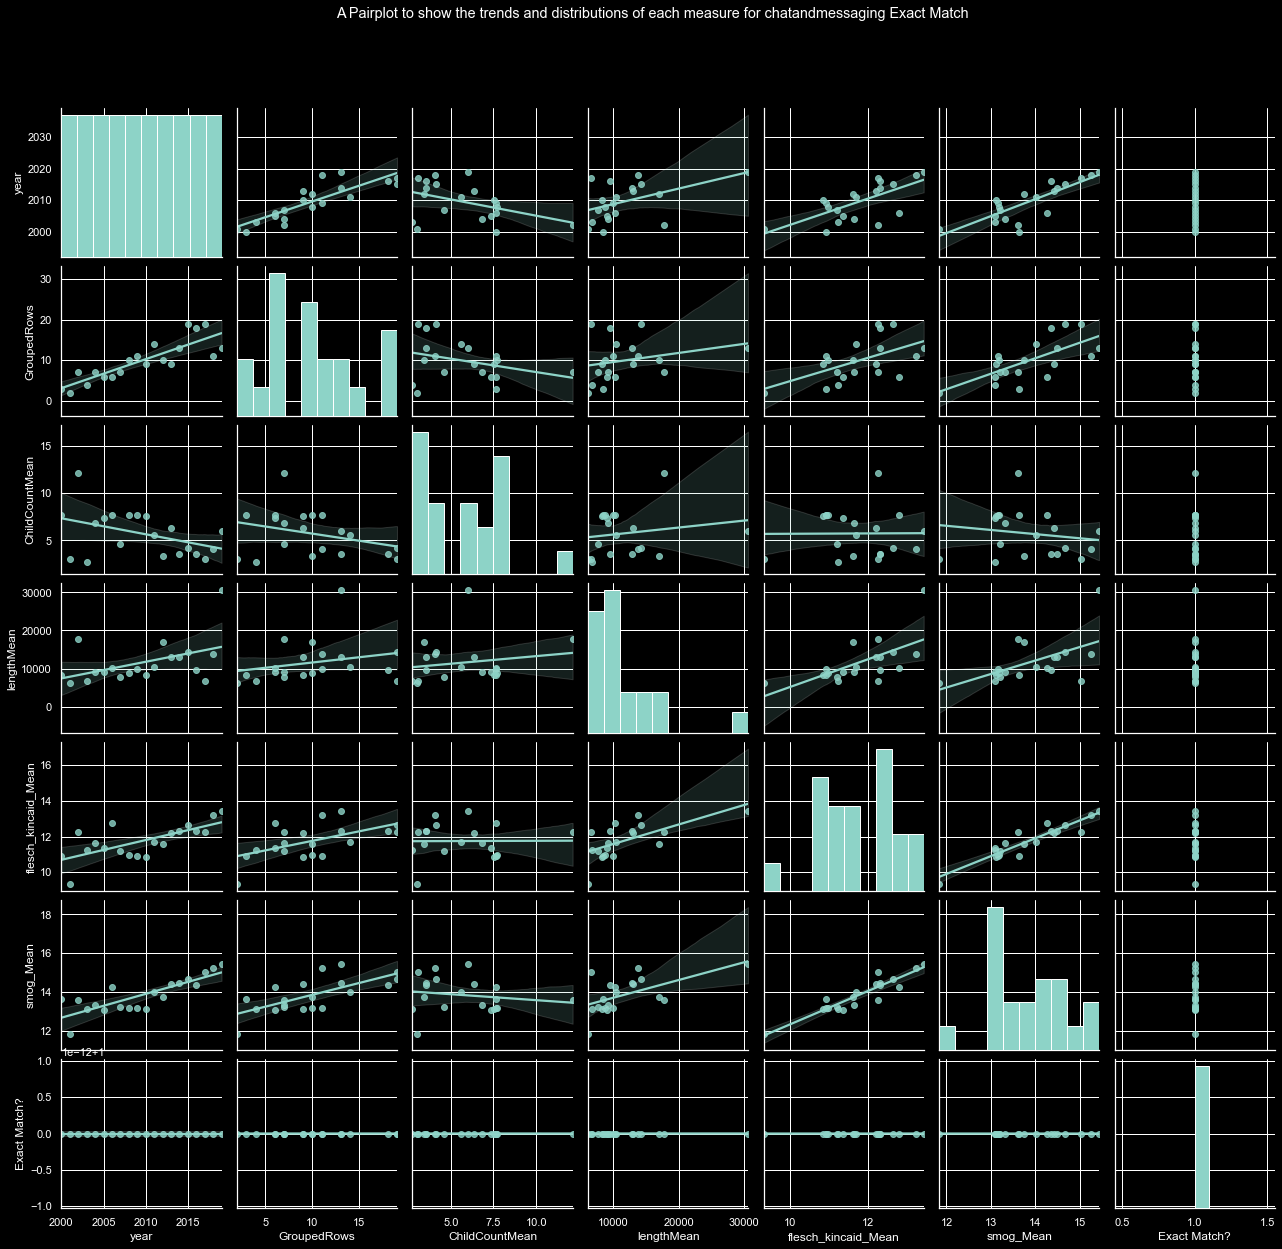 A Pairplot to show the trends and distributions of each measure for chatandmessaging Exact Match
2030
2020
2010
2000
year
30
20
10
0
GroupedRows
15
10
5
ChildCountMean
30000
20000
10000
0
lengthMean
16
14
12
10
flesch_kincaid_Mean
18
16
14
12
smog_Mean
1e−12+1
1.0
0.5
0.0
−0.5
−1.0
Exact Match?
2000 2005 2010 2015
year
5 10 15
GroupedRows
5.0 7.5 10.0
ChildCountMean
10000 20000 30000
lengthMean
10 12
flesch_kincaid_Mean
12 13 14 15
smog_Mean
0.5 1.0 1.5
Exact Match?